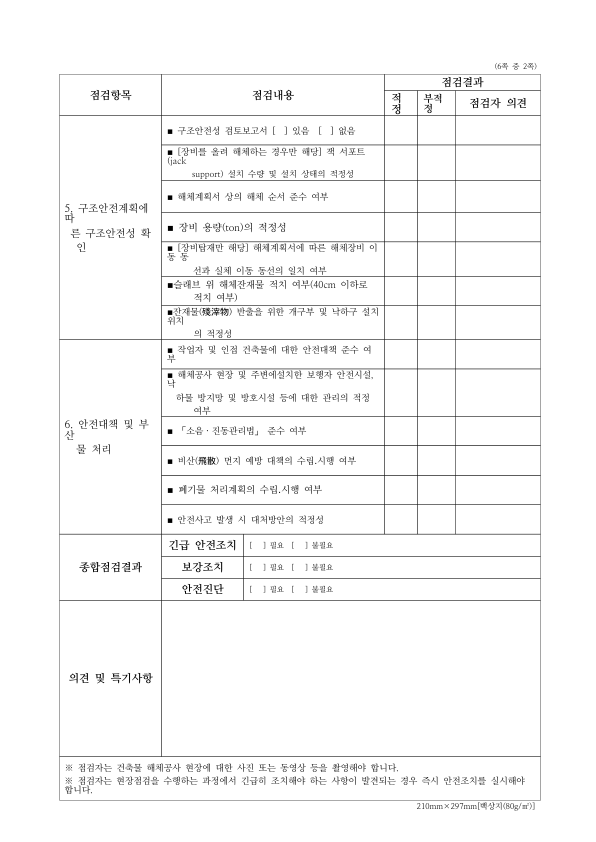 (6쪽 중 2쪽)
점검항목
점검내용
점검결과
적
정
부적
정
점검자 의견
5. 구조안전계획에
따
른 구조안전성 확
인
■ 구조안전성 검토보고서 [ ] 있음 [ ] 없음
■ [장비를 올려 해체하는 경우만 해당] 잭 서포트
(jack
support) 설치 수량 및 설치 상태의 적정성
■ 해체계획서 상의 해체 순서 준수 여부
■ 장비 용량(ton)의 적정성
■ [장비탑재만 해당] 해체계획서에 따른 해체장비 이
동 동
선과 실제 이동 동선의 일치 여부
■슬래브 위 해체잔재물 적치 여부(40cm 이하로
적치 여부)
■잔재물(殘滓物) 반출을 위한 개구부 및 낙하구 설치
위치
의 적정성
6. 안전대책 및 부
산
물 처리
■ 작업자 및 인접 건축물에 대한 안전대책 준수 여
부
■ 해체공사 현장 및 주변에설치한 보행자 안전시설,
낙
하물 방지망 및 방호시설 등에 대한 관리의 적정
여부
■ 「소음ㆍ진동관리법」 준수 여부
■ 비산(飛散) 먼지 예방 대책의 수립.시행 여부
■ 폐기물 처리계획의 수립.시행 여부
■ 안전사고 발생 시 대처방안의 적정성
종합점검결과
긴급 안전조치
[ ] 필요 [ ] 불필요
보강조치
[ ] 필요 [ ] 불필요
안전진단
[ ] 필요 [ ] 불필요
의견 및 특기사항
※ 점검자는 건축물 해체공사 현장에 대한 사진 또는 동영상 등을 촬영해야 합니다.
※ 점검자는 현장점검을 수행하는 과정에서 긴급히 조치해야 하는 사항이 발견되는 경우 즉시 안전조치를 실시해야
합니다.
210mm×297mm[백상지(80g/㎡)]